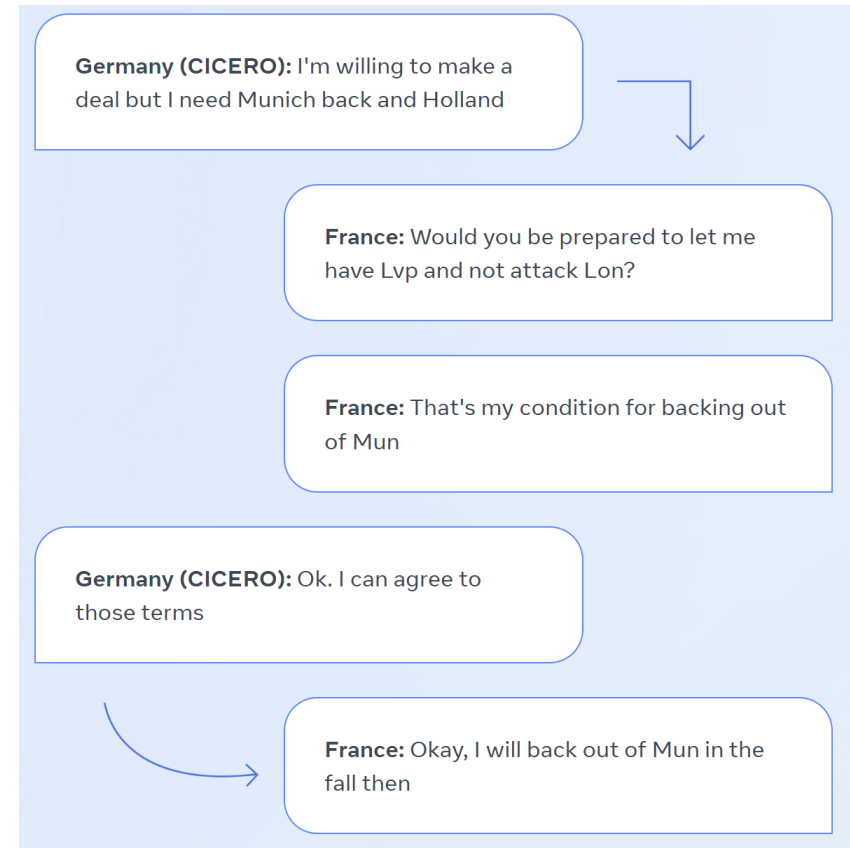 Germany (CICERO): I'm willing to make a
deal but I need Munich back and Holland
France: Would you be prepared to let me
have Lvp and not attack Lon?
France: That's my condition for backing out
of Mun
Germany (CICERO): Ok. I can agree to
those terms
France: Okay, I will back out of Mun in the
fall then